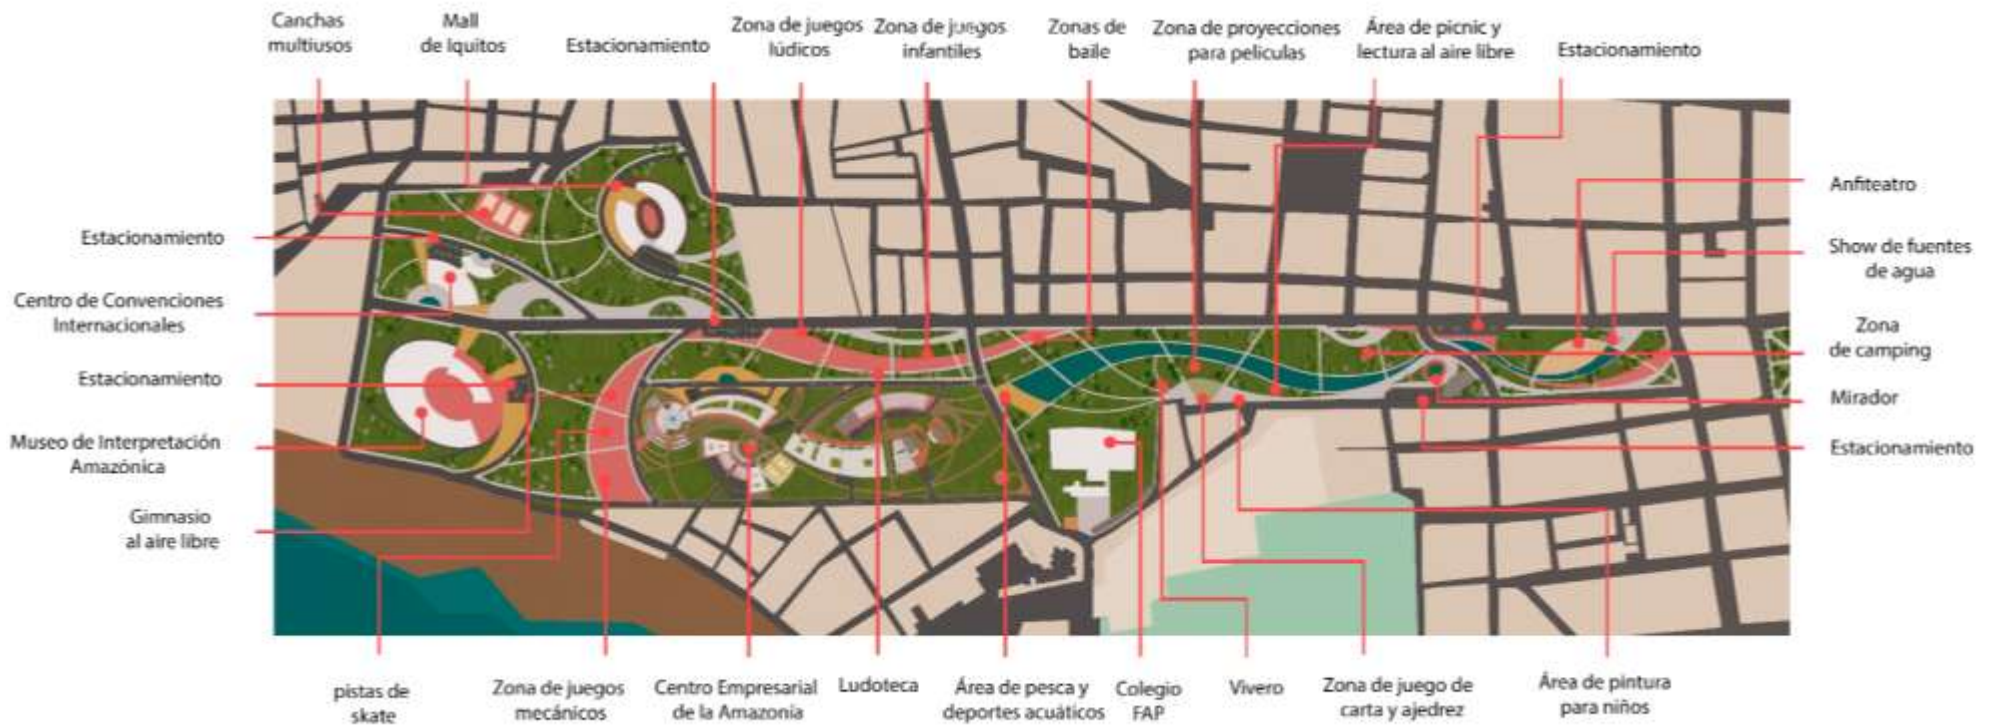 Canchas
multiusos
Mall
de Iquitos
Estacionamiento
Zona de juegos
lúdicos
Zona de juegos
infantiles
Zonas de
baile
Zona de proyecciones
para peliculas
Área de picnic y
lectura al aire libre
Estacionamiento
Estacionamiento
Centro de Convenciones
Internacionales
Estacionamiento
Museo de Interpretación
Amazónica
Gimnasio
al aire libre
Anfiteatro
Show de fuentes
de agua
Zona
de camping
Mirador
Estacionamiento
pistas de
skate
Zona de juegos
mecánicos
Centro Empresarial
de la Amazonía
Ludoteca
Área de pesca y
deportes acuáticos
Colegio
FAP
Vivero
Zona de juego de
carta y ajedrez
Área de pintura
para niños